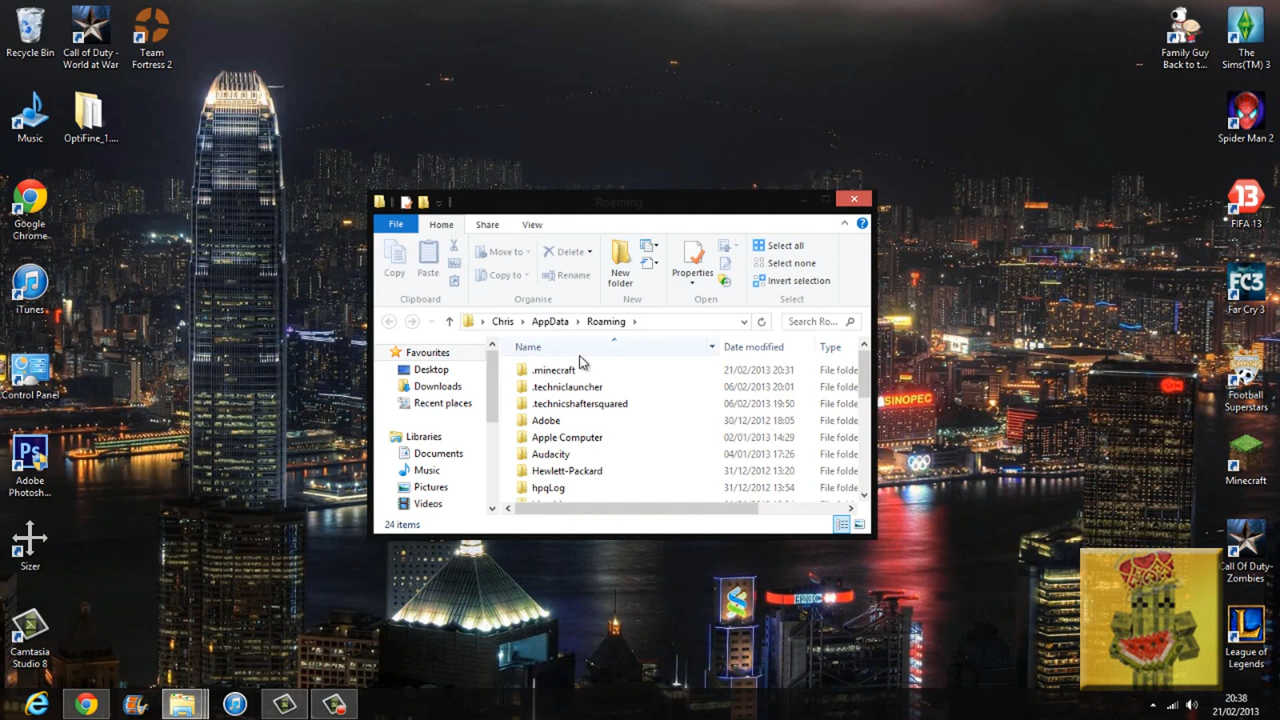 Recycle Bin
Call of Duty - World at War
Team Fortress 2
Family Guy Back to t...
The Sims(TM) 3
Music
OptiFine_1....
Spider Man 2
Google Chrome
13
FIFA 13
iTunes
FC3
Far Cry 3
Control Panel
Football Superstars
Ps
Adobe Photosh...
Minecraft
Sizer
Call Of Duty- Zombies
Camtasia Studio 8
League of Legends
Roaming
File
Home
Share
View
Copy
Paste
Move to
Copy to
Delete
Rename
New folder
Properties
Select all
Select none
Invert selection
Clipboard
Organise
New
Open
Select
Chris
AppData
Roaming
Search Ro...
Favourites
Desktop
Downloads
Recent places
Libraries
Documents
Music
Pictures
Videos
Name
Date modified
Type
.minecraft 21/02/2013 20:31 File folde
.techniclauncher 06/02/2013 20:01 File folde
.technicshaftersquared 06/02/2013 19:50 File folde
Adobe 30/12/2012 18:05 File folde
Apple Computer 02/01/2013 14:29 File folde
Audacity 04/01/2013 17:26 File folde
Hewlett-Packard 31/12/2012 13:20 File folde
hpqLog 31/12/2012 13:54 File folde
24 items
SINOPEC
20:38
21/02/2013